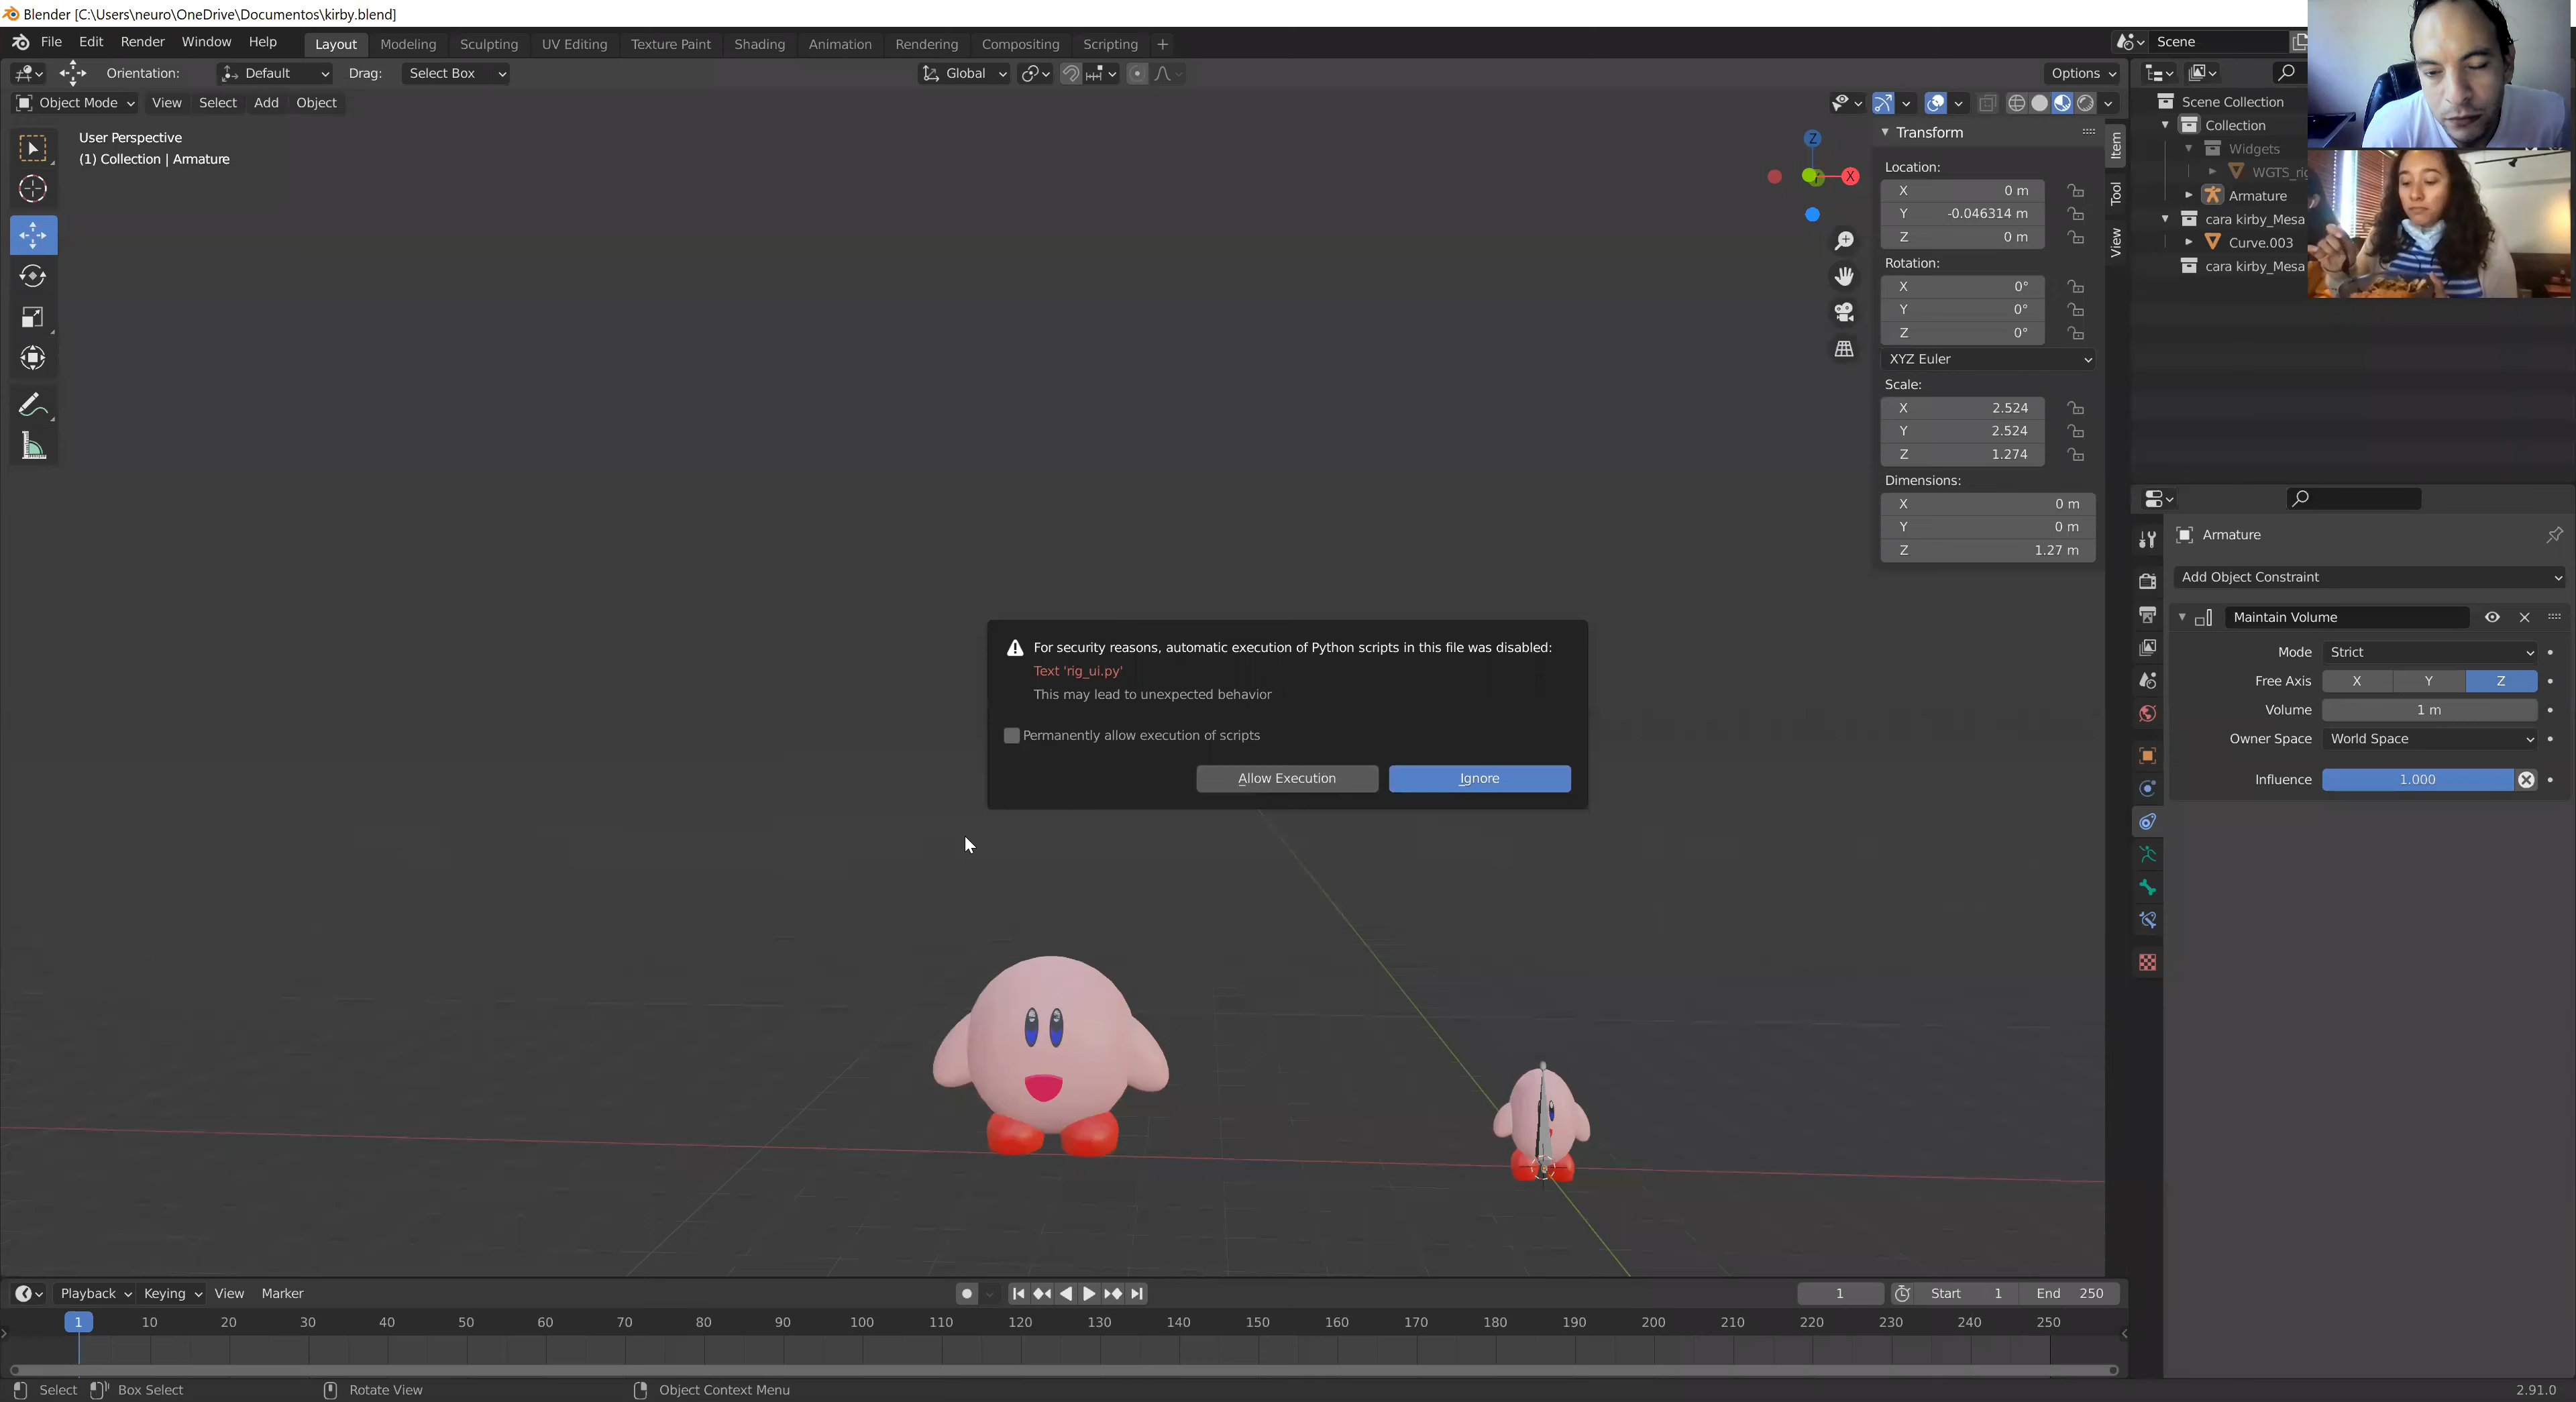 Blender [C:\Users\neuro\OneDrive\Documentos\kirby.blend]
File Edit Render Window Help Layout Modeling Sculpting UV Editing Texture Paint Shading Animation Rendering Compositing Scripting + Scene
Orientation: Default Drag: Select Box Global Options
Object Mode View Select Add Object
User Perspective
(1) Collection | Armature
Z
X
Transform
Location:
X 0 m
Y -0.046314 m
Z 0 m
Rotation:
X 0°
Y 0°
Z 0°
XYZ Euler
Scale:
X 2.524
Y 2.524
Z 1.274
Dimensions:
X 0 m
Y 0 m
Z 1.27 m
Item
Tool
View
Scene Collection
Collection
Widgets
WGTS_rig
Armature
cara kirby_Mesa
Curve.003
cara kirby_Mesa
Armature
Add Object Constraint
Maintain Volume
Mode Strict
Free Axis X Y Z
Volume 1 m
Owner Space World Space
Influence 1.000
For security reasons, automatic execution of Python scripts in this file was disabled:
Text 'rig_ui.py'
This may lead to unexpected behavior
Permanently allow execution of scripts
Allow Execution Ignore
Playback Keying View Marker 1 Start 1 End 250
1 10 20 30 40 50 60 70 80 90 100 110 120 130 140 150 160 170 180 190 200 210 220 230 240 250
Select Box Select Rotate View Object Context Menu 2.91.0